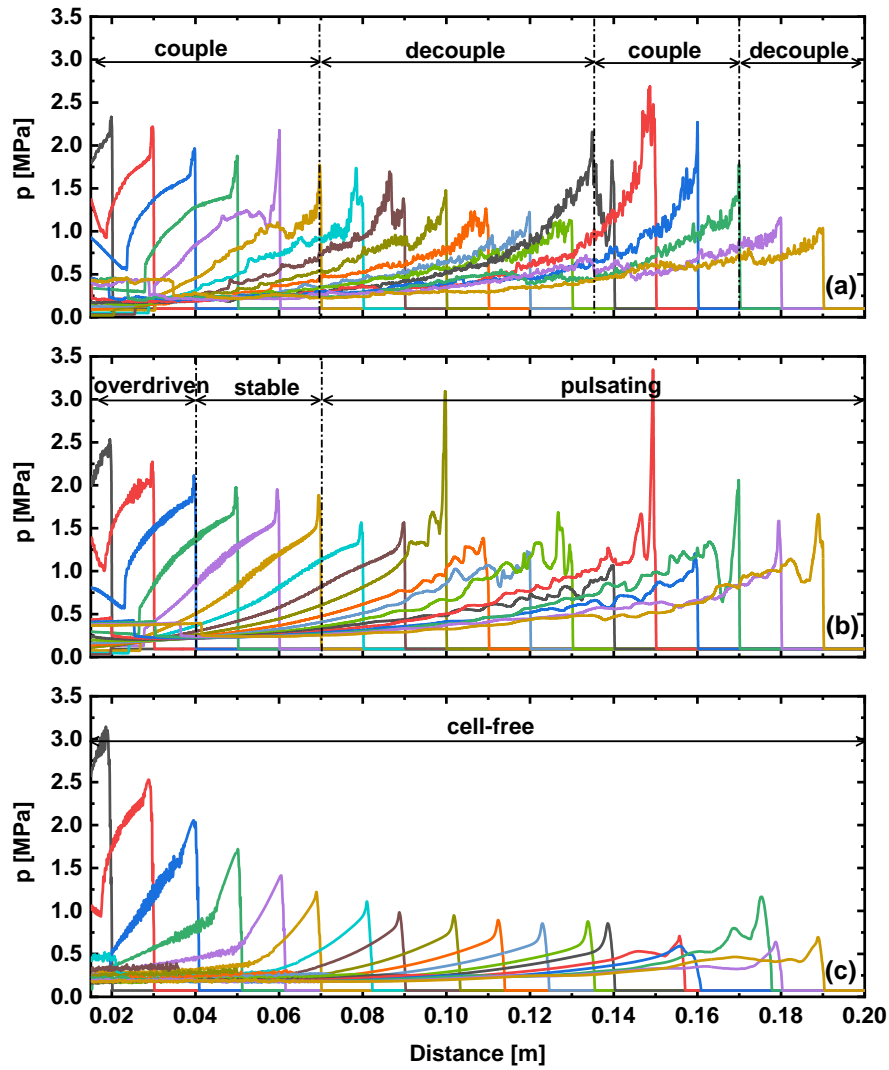 couple decouple couple decouple
3.5
3.0
2.5
2.0
1.5
1.0
0.5
0.0
p [MPa]
(a)
overdriven stable pulsating
3.5
3.0
2.5
2.0
1.5
1.0
0.5
0.0
p [MPa]
(b)
cell-free
3.5
3.0
2.5
2.0
1.5
1.0
0.5
0.0
p [MPa]
(c)
0.02 0.04 0.06 0.08 0.10 0.12 0.14 0.16 0.18 0.20
Distance [m]